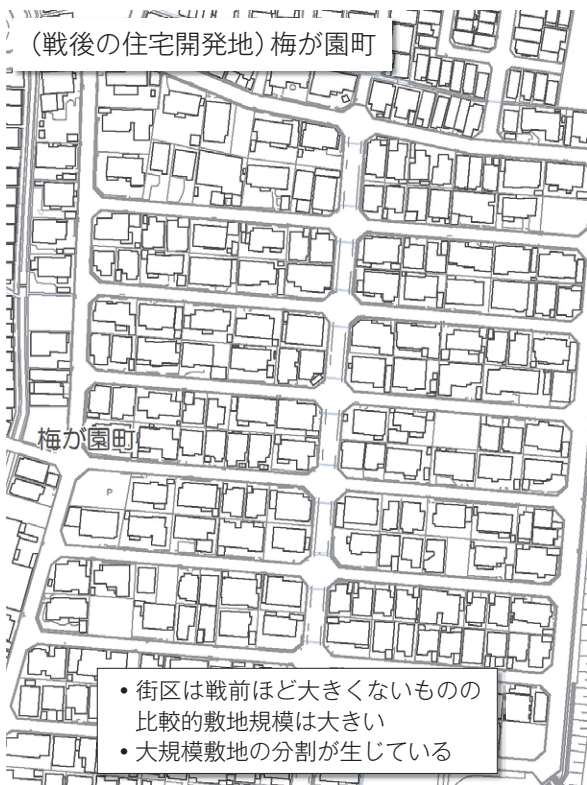 （戦後の住宅開発地）梅が園町
梅が園町
P
• 街区は戦前ほど大きくないものの
比較的敷地規模は大きい
• 大規模敷地の分割が生じている